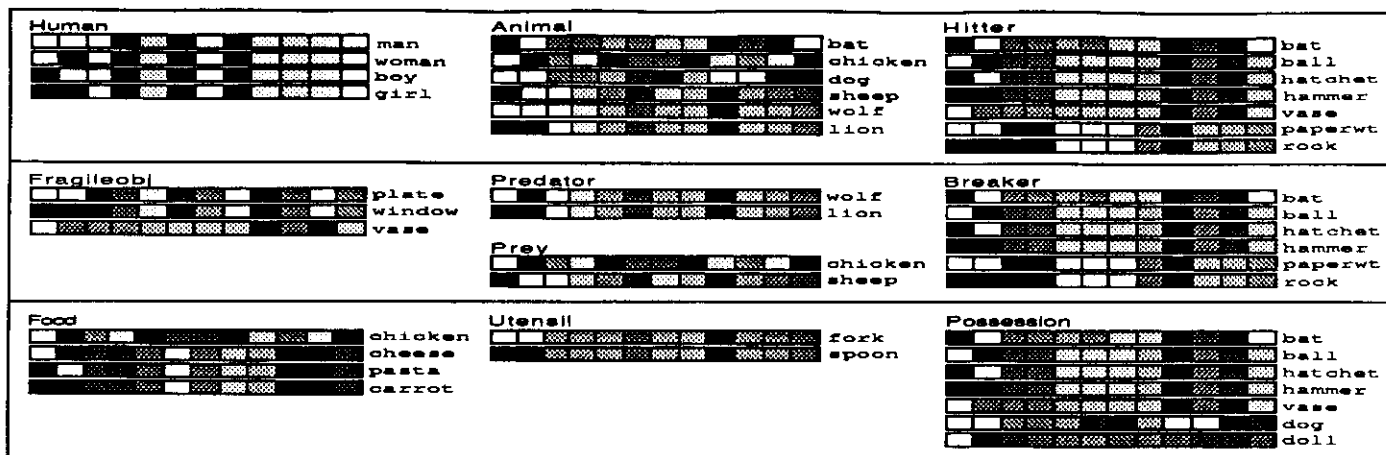 Human
man
woman
boy
girl
Animal
bat
chicken
dog
sheep
wolf
lion
Hitter
bat
ball
hatchet
hammer
vase
paperwt
rock
Fragileobj
plate
window
vase
Predator
wolf
lion
Prey
chicken
sheep
Breaker
bat
ball
hatchet
hammer
paperwt
rock
Food
chicken
cheese
pasta
carrot
Utensil
fork
spoon
Possession
bat
ball
hatchet
hammer
vase
dog
doll